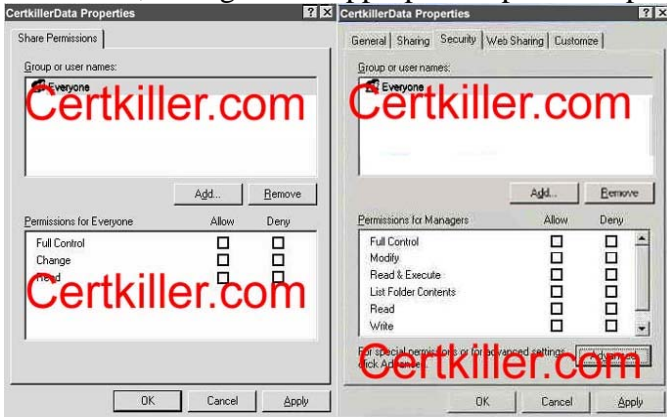 CertkillerData Properties
Share Permissions
Group or user names:
Everyone
Certkiller.com
Add... Remove
Permissions for Everyone Allow Deny
Full Control
Change
Read
Certkiller.com
OK Cancel Apply
CertkillerData Properties
General Sharing Security Web Sharing Customize
Group or user names:
Everyone
Certkiller.com
Add... Remove
Permissions for Managers Allow Deny
Full Control
Modify
Read & Execute
List Folder Contents
Read
Write
For special permissions or for advanced settings,
click Advanced.
Advanced
Certkiller.com
OK Cancel Apply